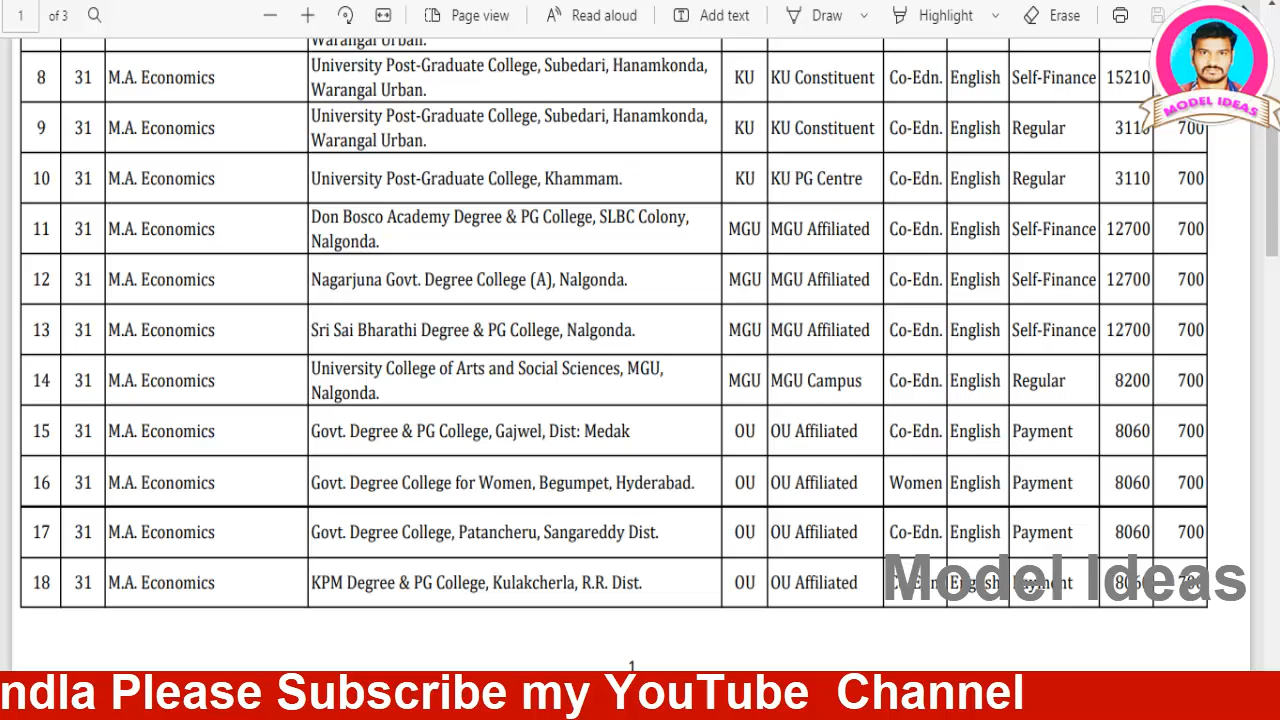 1 of 3 Page view Read aloud Add text Draw Highlight Erase
Warangal Urban.
8 31 M.A. Economics University Post-Graduate College, Subedari, Hanamkonda, KU KU Constituent Co-Edn. English Self-Finance 15210
Warangal Urban.
9 31 M.A. Economics University Post-Graduate College, Subedari, Hanamkonda, KU KU Constituent Co-Edn. English Regular 3110 700
Warangal Urban.
10 31 M.A. Economics University Post-Graduate College, Khammam. KU KU PG Centre Co-Edn. English Regular 3110 700
11 31 M.A. Economics Don Bosco Academy Degree & PG College, SLBC Colony, MGU MGU Affiliated Co-Edn. English Self-Finance 12700 700
Nalgonda.
12 31 M.A. Economics Nagarjuna Govt. Degree College (A), Nalgonda. MGU MGU Affiliated Co-Edn. English Self-Finance 12700 700
13 31 M.A. Economics Sri Sai Bharathi Degree & PG College, Nalgonda. MGU MGU Affiliated Co-Edn. English Self-Finance 12700 700
14 31 M.A. Economics University College of Arts and Social Sciences, MGU, MGU MGU Campus Co-Edn. English Regular 8200 700
Nalgonda.
15 31 M.A. Economics Govt. Degree & PG College, Gajwel, Dist: Medak OU OU Affiliated Co-Edn. English Payment 8060 700
16 31 M.A. Economics Govt. Degree College for Women, Begumpet, Hyderabad. OU OU Affiliated Women English Payment 8060 700
17 31 M.A. Economics Govt. Degree College, Patancheru, Sangareddy Dist. OU OU Affiliated Co-Edn. English Payment 8060 700
18 31 M.A. Economics KPM Degree & PG College, Kulakcherla, R.R. Dist. OU OU Affiliated Co-Edn. English Payment 8060 700
1
MODEL IDEAS
Model Ideas
ndla Please Subscribe my YouTube Channel